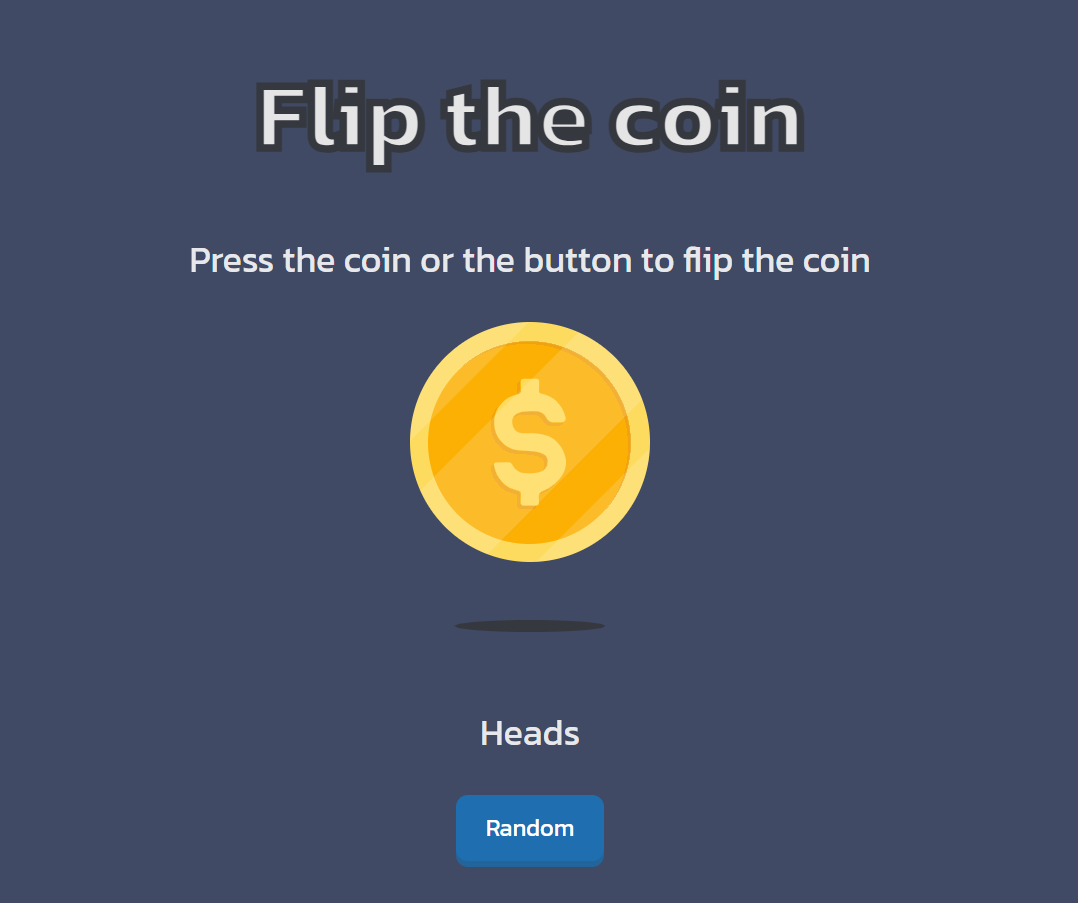 Flip the coin
Press the coin or the button to flip the coin
$
Heads
Random